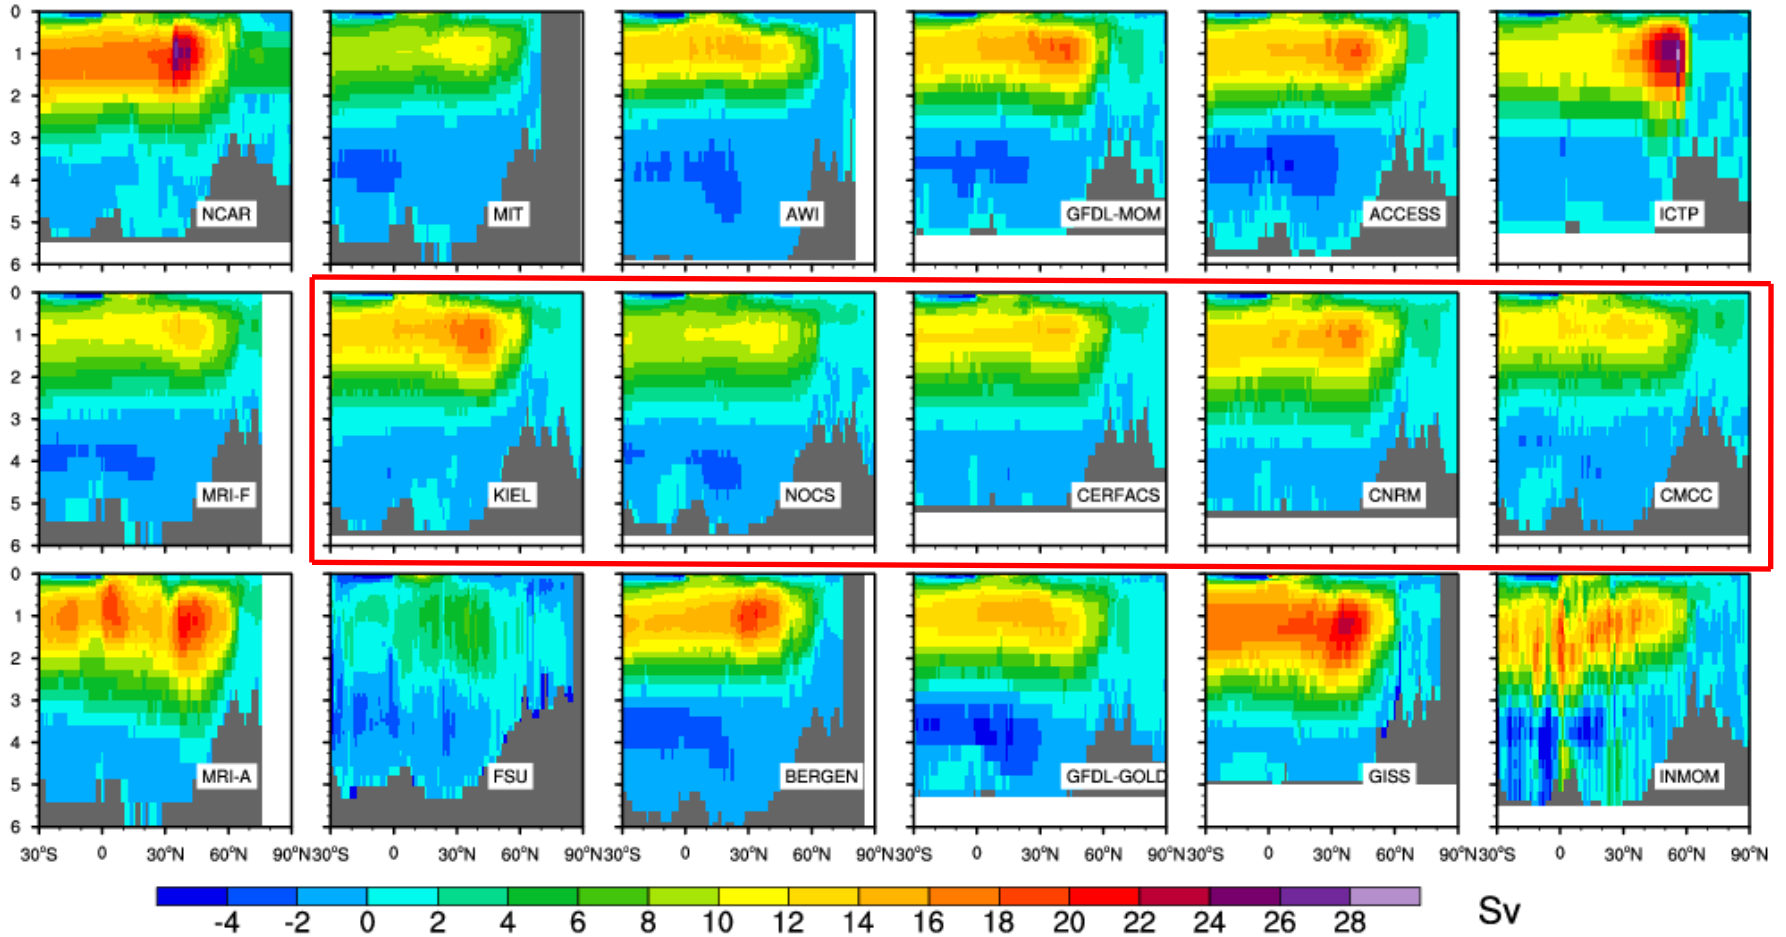 0
1
2
3
4
5
6
NCAR
MIT
AWI
GFDL-MOM
ACCESS
ICTP
0
1
2
3
4
5
6
MRI-F
KIEL
NOCS
CERFACS
CNRM
CMCC
0
1
2
3
4
5
6
MRI-A
FSU
BERGEN
GFDL-GOLD
GISS
INMOM
30°S 0 30°N 60°N 90°N30°S 0 30°N 60°N 90°N30°S 0 30°N 60°N 90°N30°S 0 30°N 60°N 90°N30°S 0 30°N 60°N 90°N30°S 0 30°N 60°N 90°N
-4 -2 0 2 4 6 8 10 12 14 16 18 20 22 24 26 28 Sv